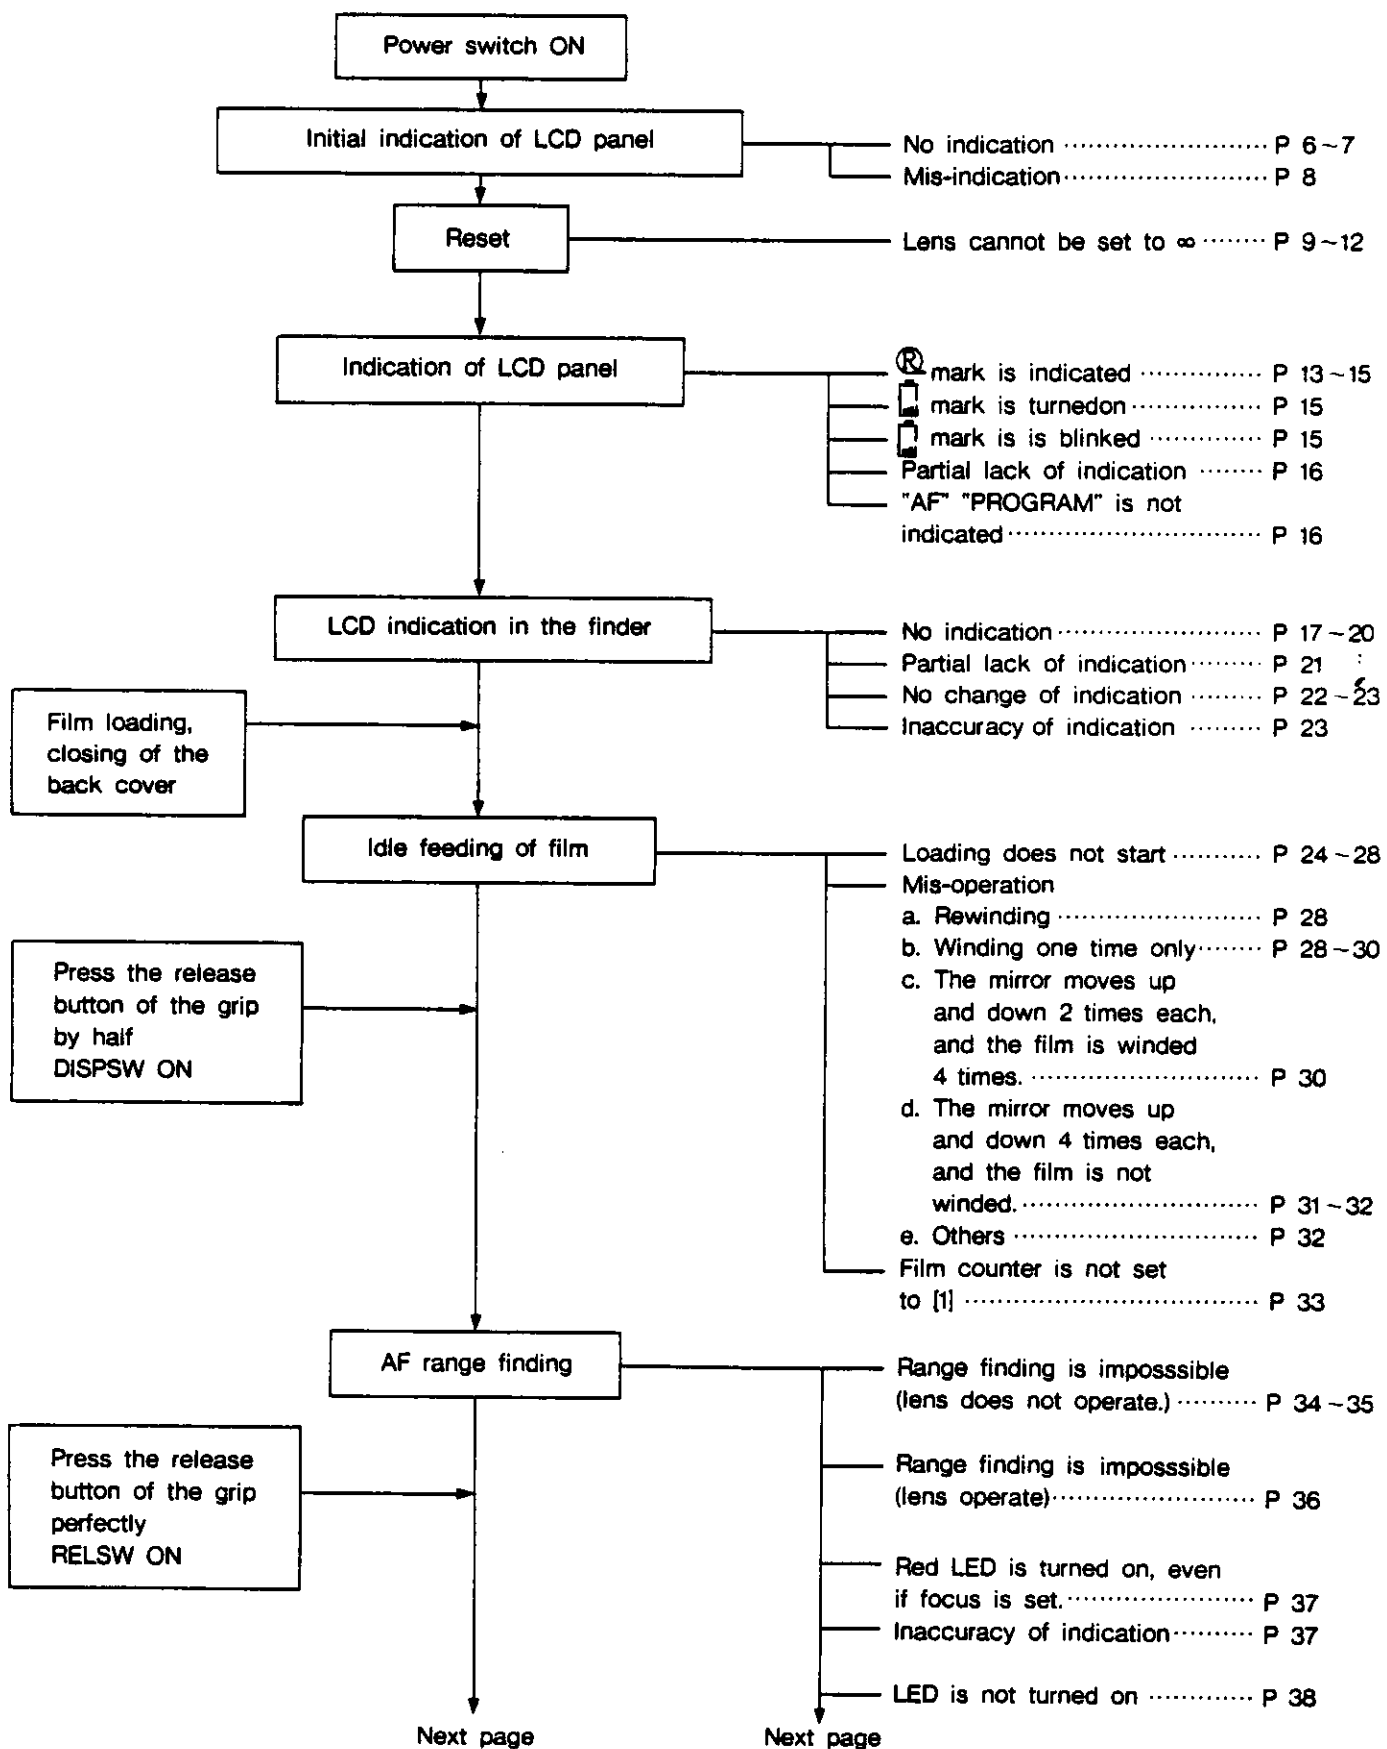 Power switch ON
Initial indication of LCD panel
No indication ························ P 6~7
Mis-indication ························ P 8
Reset
Lens cannot be set to ∞ ········ P 9~12
Indication of LCD panel
Ⓡ mark is indicated ·············· P 13~15
mark is turnedon ·············· P 15
mark is is blinked ············· P 15
Partial lack of indication ········ P 16
"AF" "PROGRAM" is not
indicated ····························· P 16
LCD indication in the finder
No indication ························ P 17~20
Partial lack of indication ········ P 21
No change of indication ········ P 22~23
Inaccuracy of indication ········· P 23
Film loading,
closing of the
back cover
Idle feeding of film
Loading does not start ··········· P 24~28
Mis-operation
a. Rewinding ························ P 28
b. Winding one time only ······· P 28~30
c. The mirror moves up
and down 2 times each,
and the film is winded
4 times. ··························· P 30
d. The mirror moves up
and down 4 times each,
and the film is not
winded. ···························· P 31~32
e. Others ···························· P 32
Film counter is not set
to [1] ································· P 33
Press the release
button of the grip
by half
DISPSW ON
AF range finding
Range finding is imposssible
(lens does not operate.) ·········· P 34~35
Range finding is imposssible
(lens operate) ························ P 36
Red LED is turned on, even
if focus is set. ······················ P 37
Inaccuracy of indication ·········· P 37
LED is not turned on ············· P 38
Press the release
button of the grip
perfectly
RELSW ON
Next page
Next page